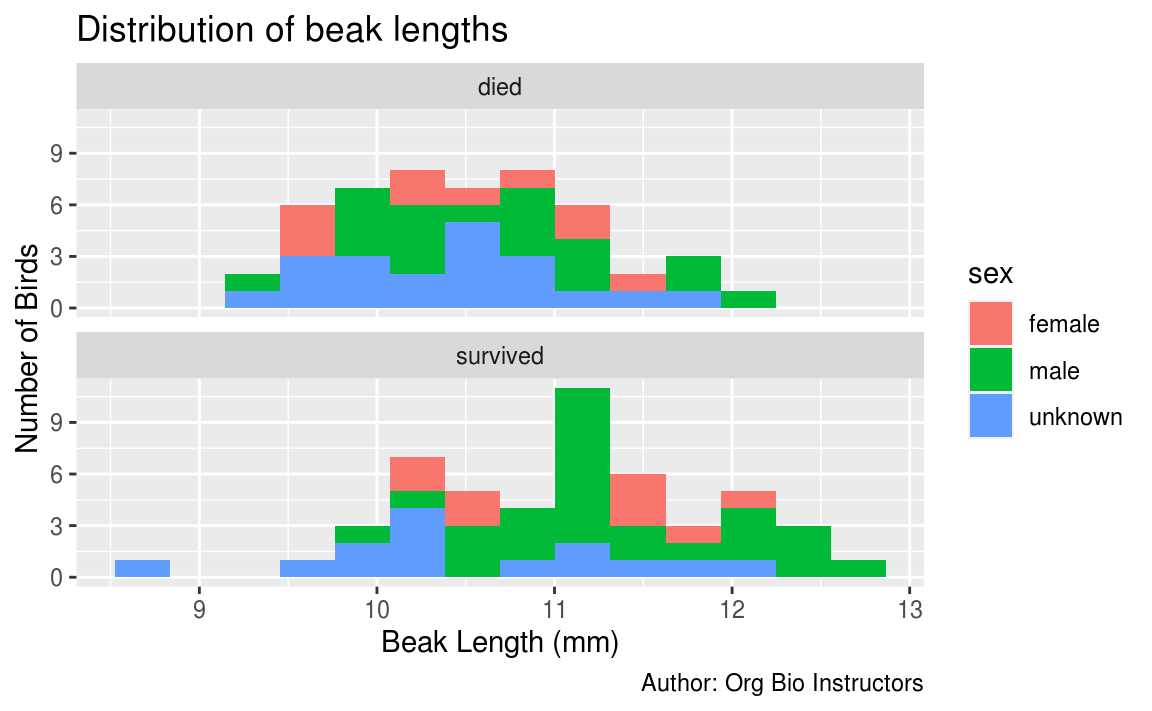 Distribution of beak lengths
died
9
6
3
0
survived
9
6
3
0
Number of Birds
9 10 11 12 13
Beak Length (mm)
sex
female
male
unknown
Author: Org Bio Instructors